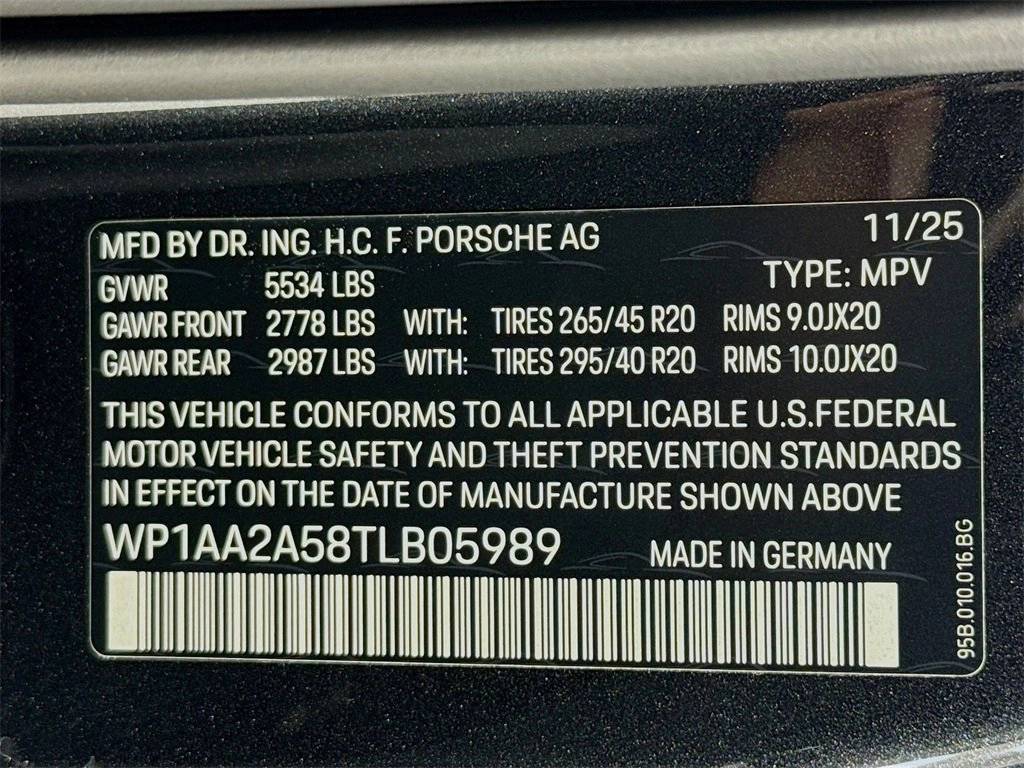 MFD BY DR. ING. H.C. F. PORSCHE AG 11/25
GVWR 5534 LBS TYPE: MPV
GAWR FRONT 2778 LBS WITH: TIRES 265/45 R20 RIMS 9.0JX20
GAWR REAR 2987 LBS WITH: TIRES 295/40 R20 RIMS 10.0JX20
THIS VEHICLE CONFORMS TO ALL APPLICABLE U.S.FEDERAL
MOTOR VEHICLE SAFETY AND THEFT PREVENTION STANDARDS
IN EFFECT ON THE DATE OF MANUFACTURE SHOWN ABOVE
WP1AA2A58TLB05989 MADE IN GERMANY
95B.010.016.BG